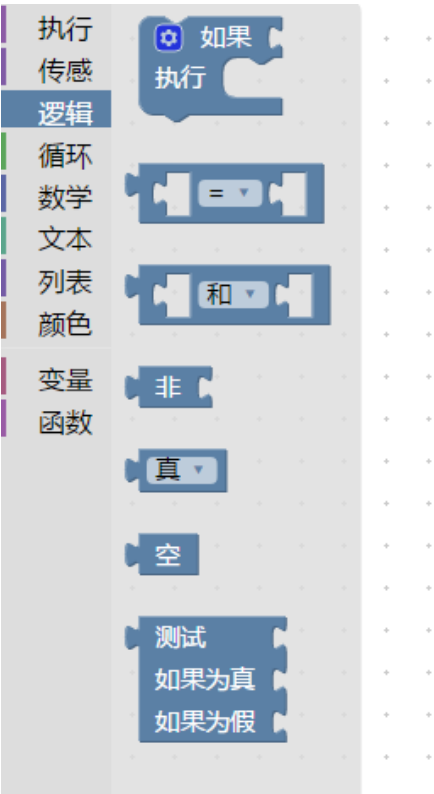 执行
传感
逻辑
循环
数学
文本
列表
颜色
变量
函数
如果
执行
=
和
非
真
空
测试
如果为真
如果为假